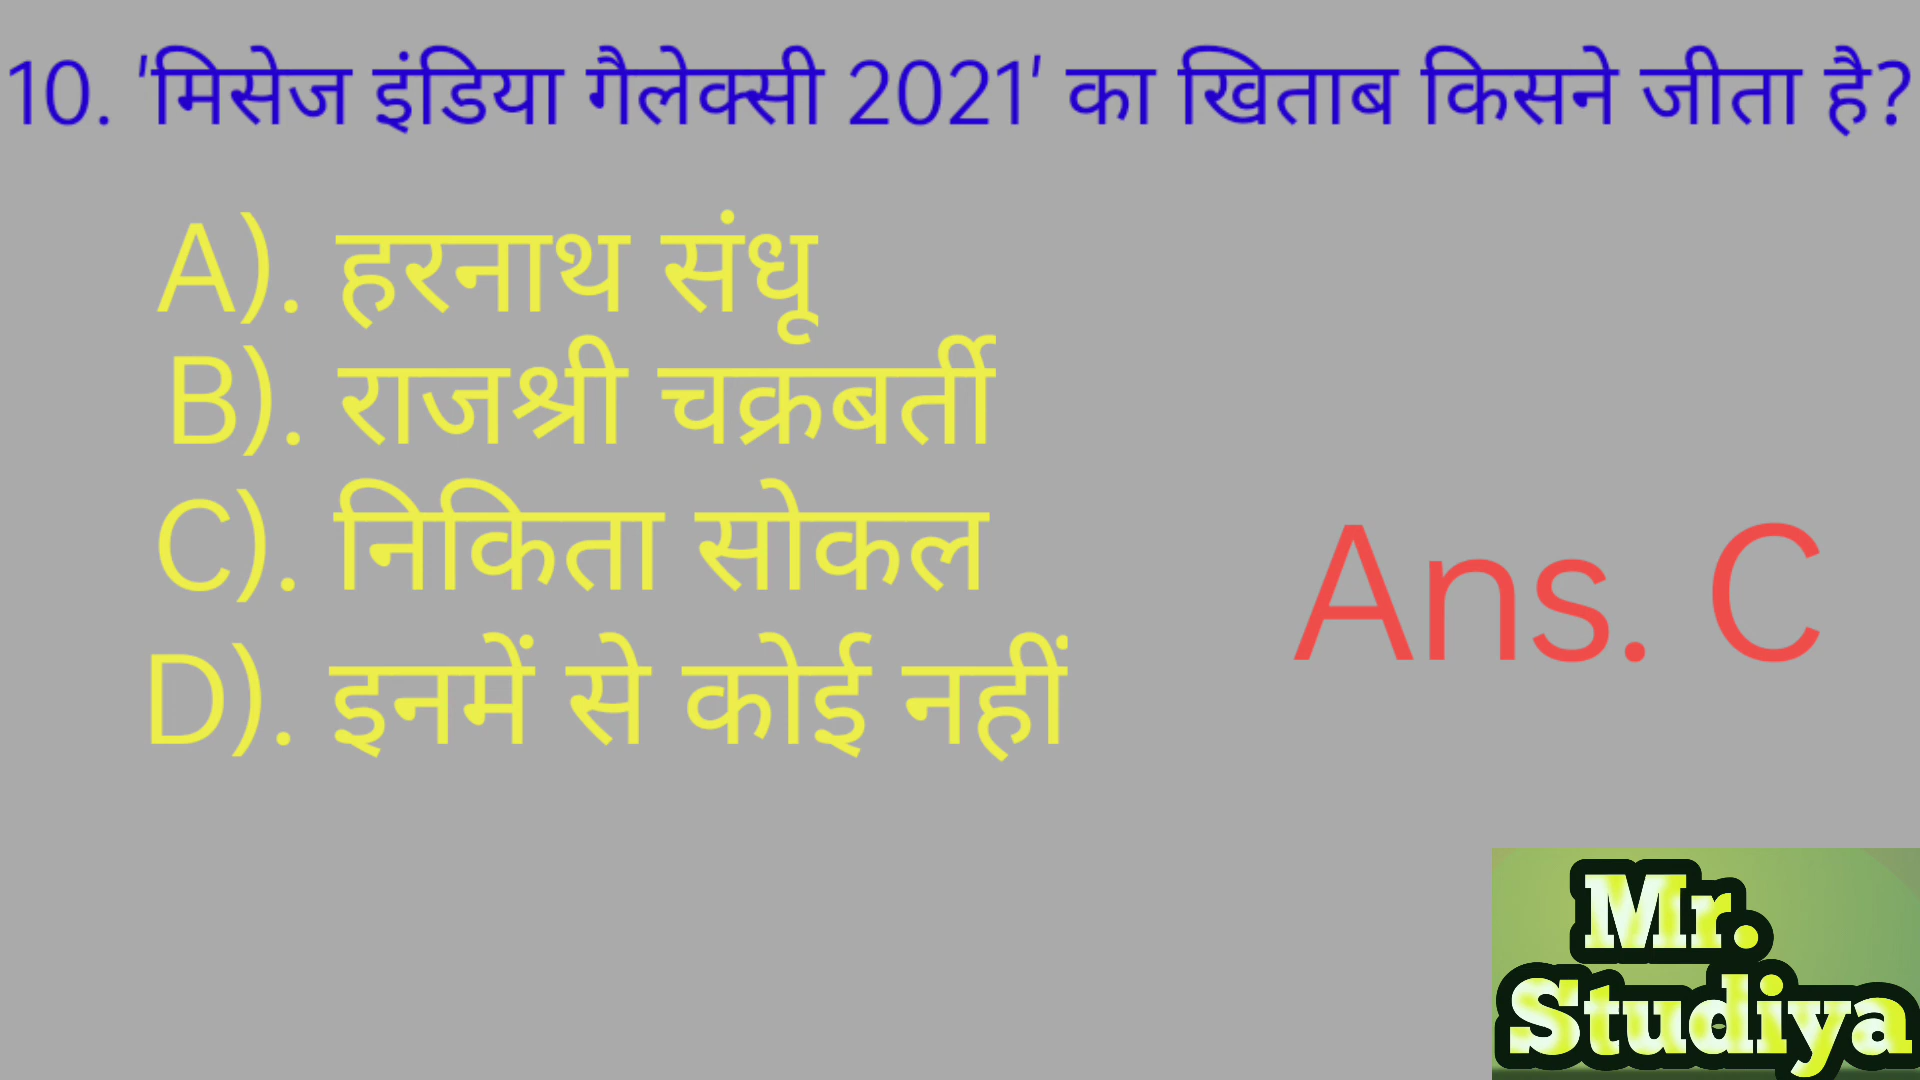 10. 'मिसेज इंडिया गैलेक्सी 2021' का खिताब किसने जीता है?
A). हरनाथ संधू
B). राजश्री चक्रबर्ती
C). निकिता सोकल
D). इनमें से कोई नहीं
Ans. C
Mr.
Studiya